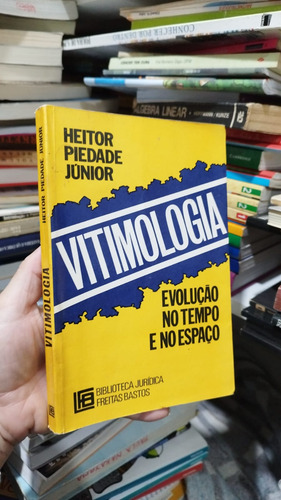 HEITOR
PIEDADE
JÚNIOR
VITIMOLOGIA
EVOLUÇÃO
NO TEMPO
E NO ESPAÇO
BIBLIOTECA JURÍDICA
FREITAS BASTOS
HEITOR PIEDADE JÚNIOR
VITIMOLOGIA
ÁLGEBRA LINEAR